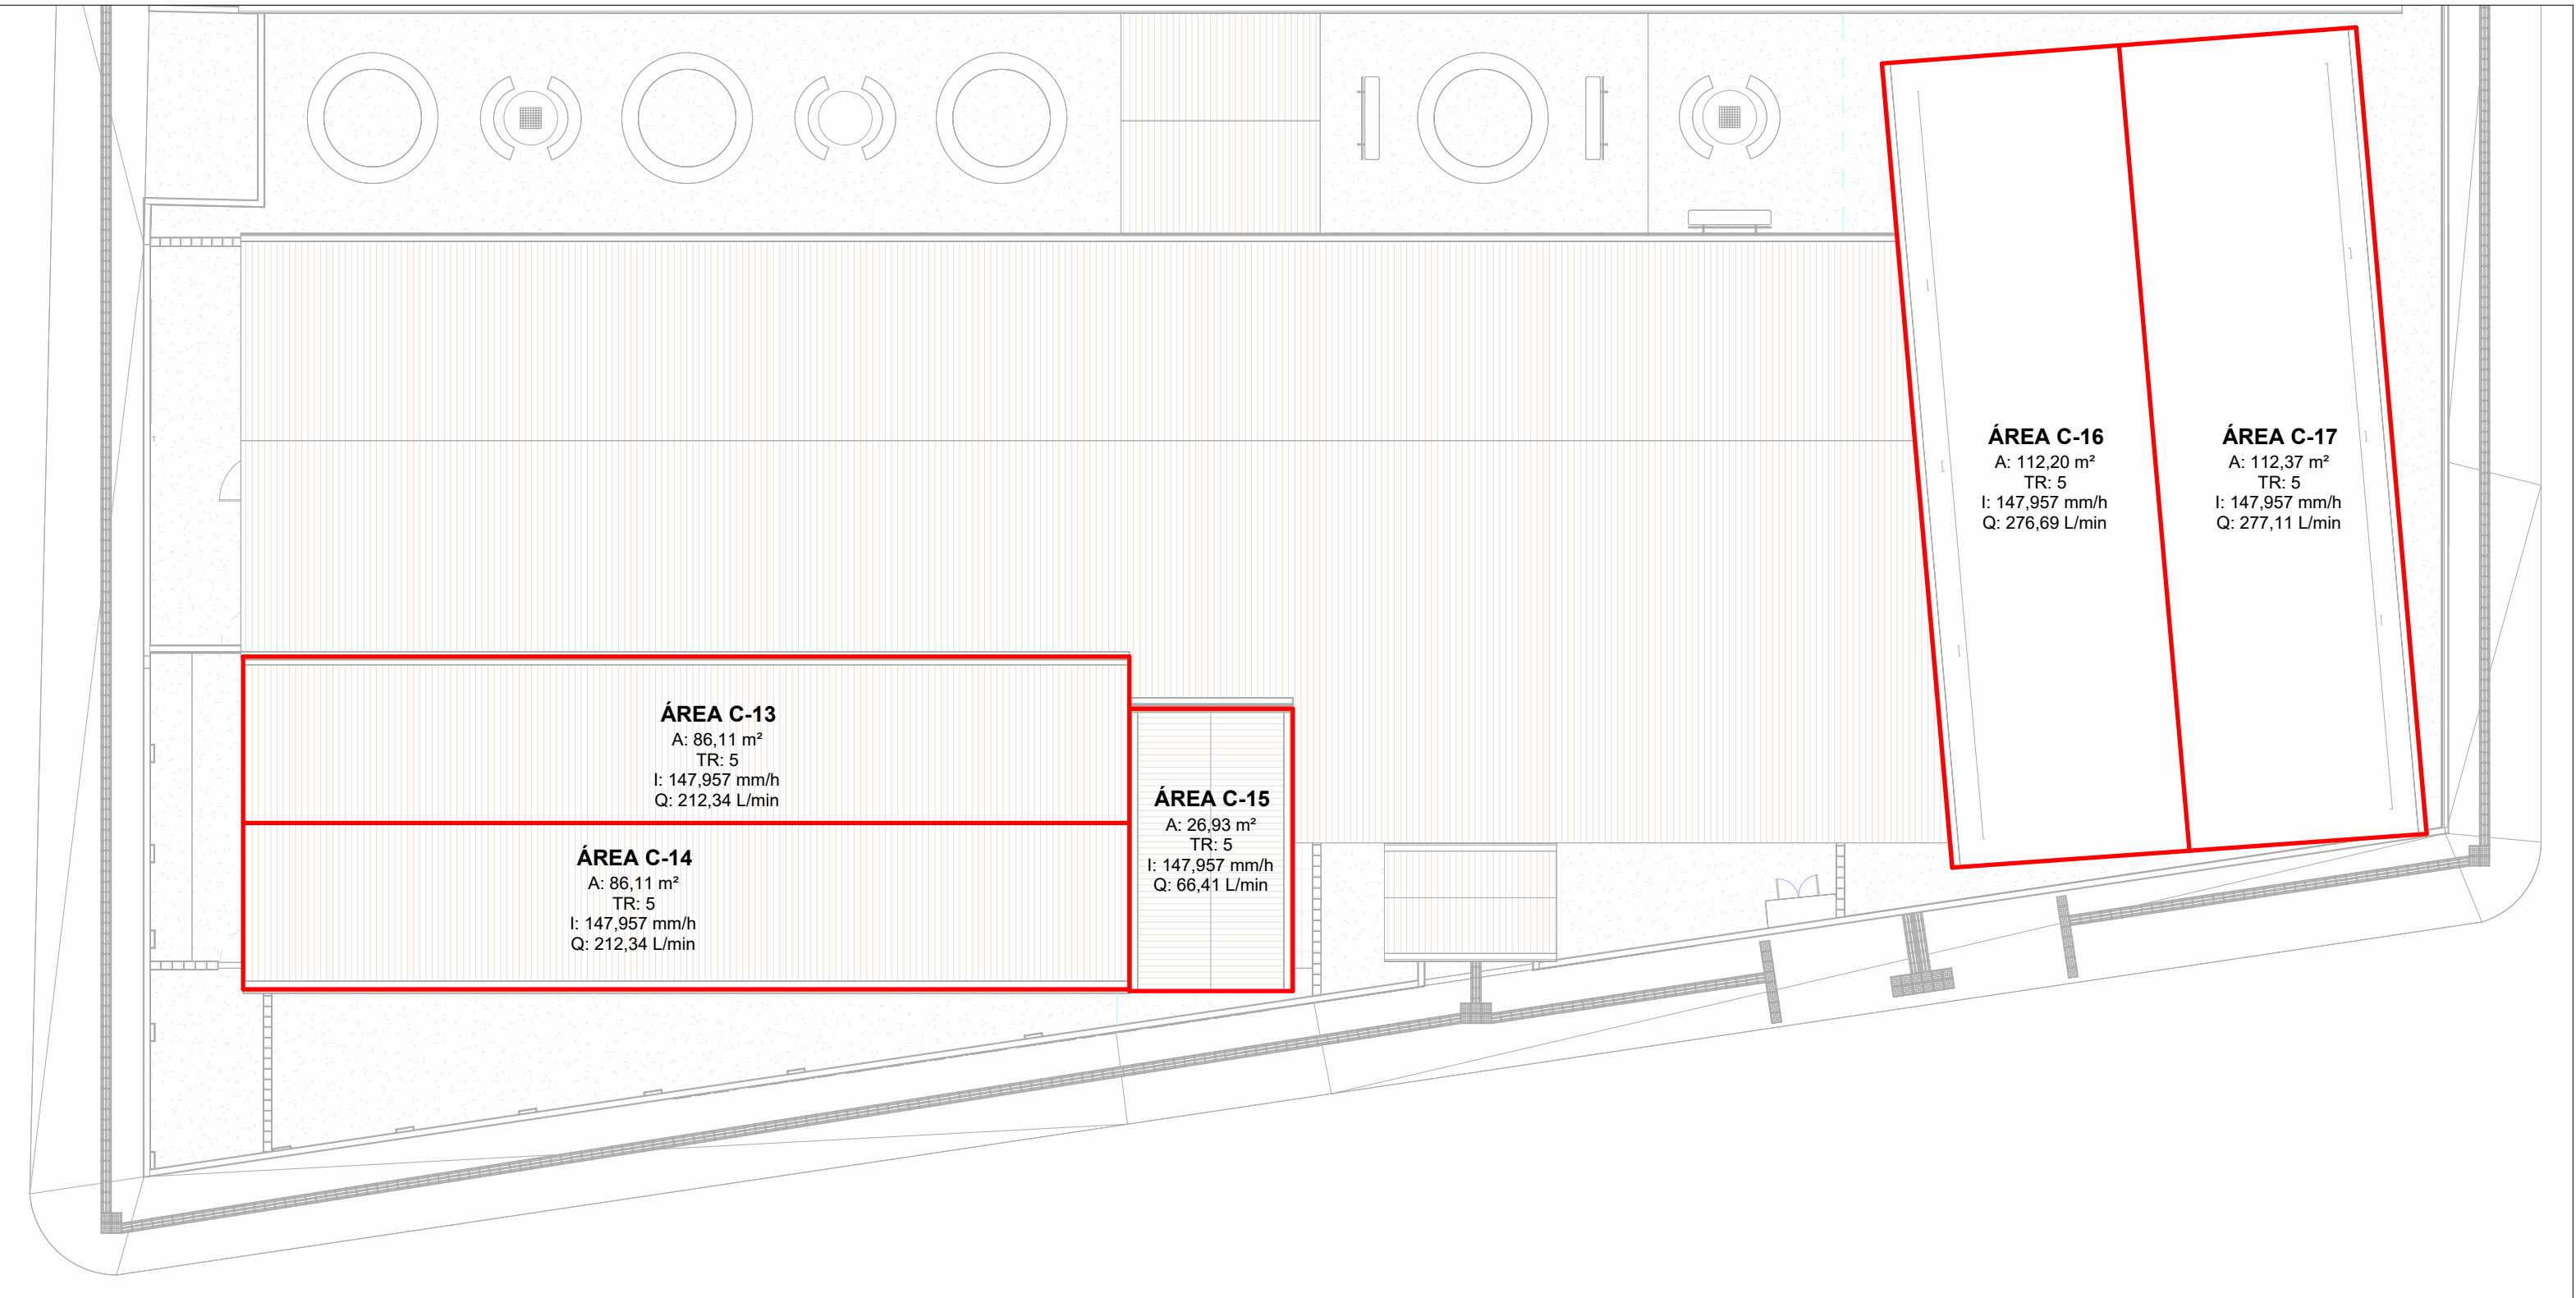 ÁREA C-16
A: 112,20 m²
TR: 5
I: 147,957 mm/h
Q: 276,69 L/min
ÁREA C-17
A: 112,37 m²
TR: 5
I: 147,957 mm/h
Q: 277,11 L/min
ÁREA C-13
A: 86,11 m²
TR: 5
I: 147,957 mm/h
Q: 212,34 L/min
ÁREA C-15
A: 26,93 m²
TR: 5
I: 147,957 mm/h
Q: 66,41 L/min
ÁREA C-14
A: 86,11 m²
TR: 5
I: 147,957 mm/h
Q: 212,34 L/min